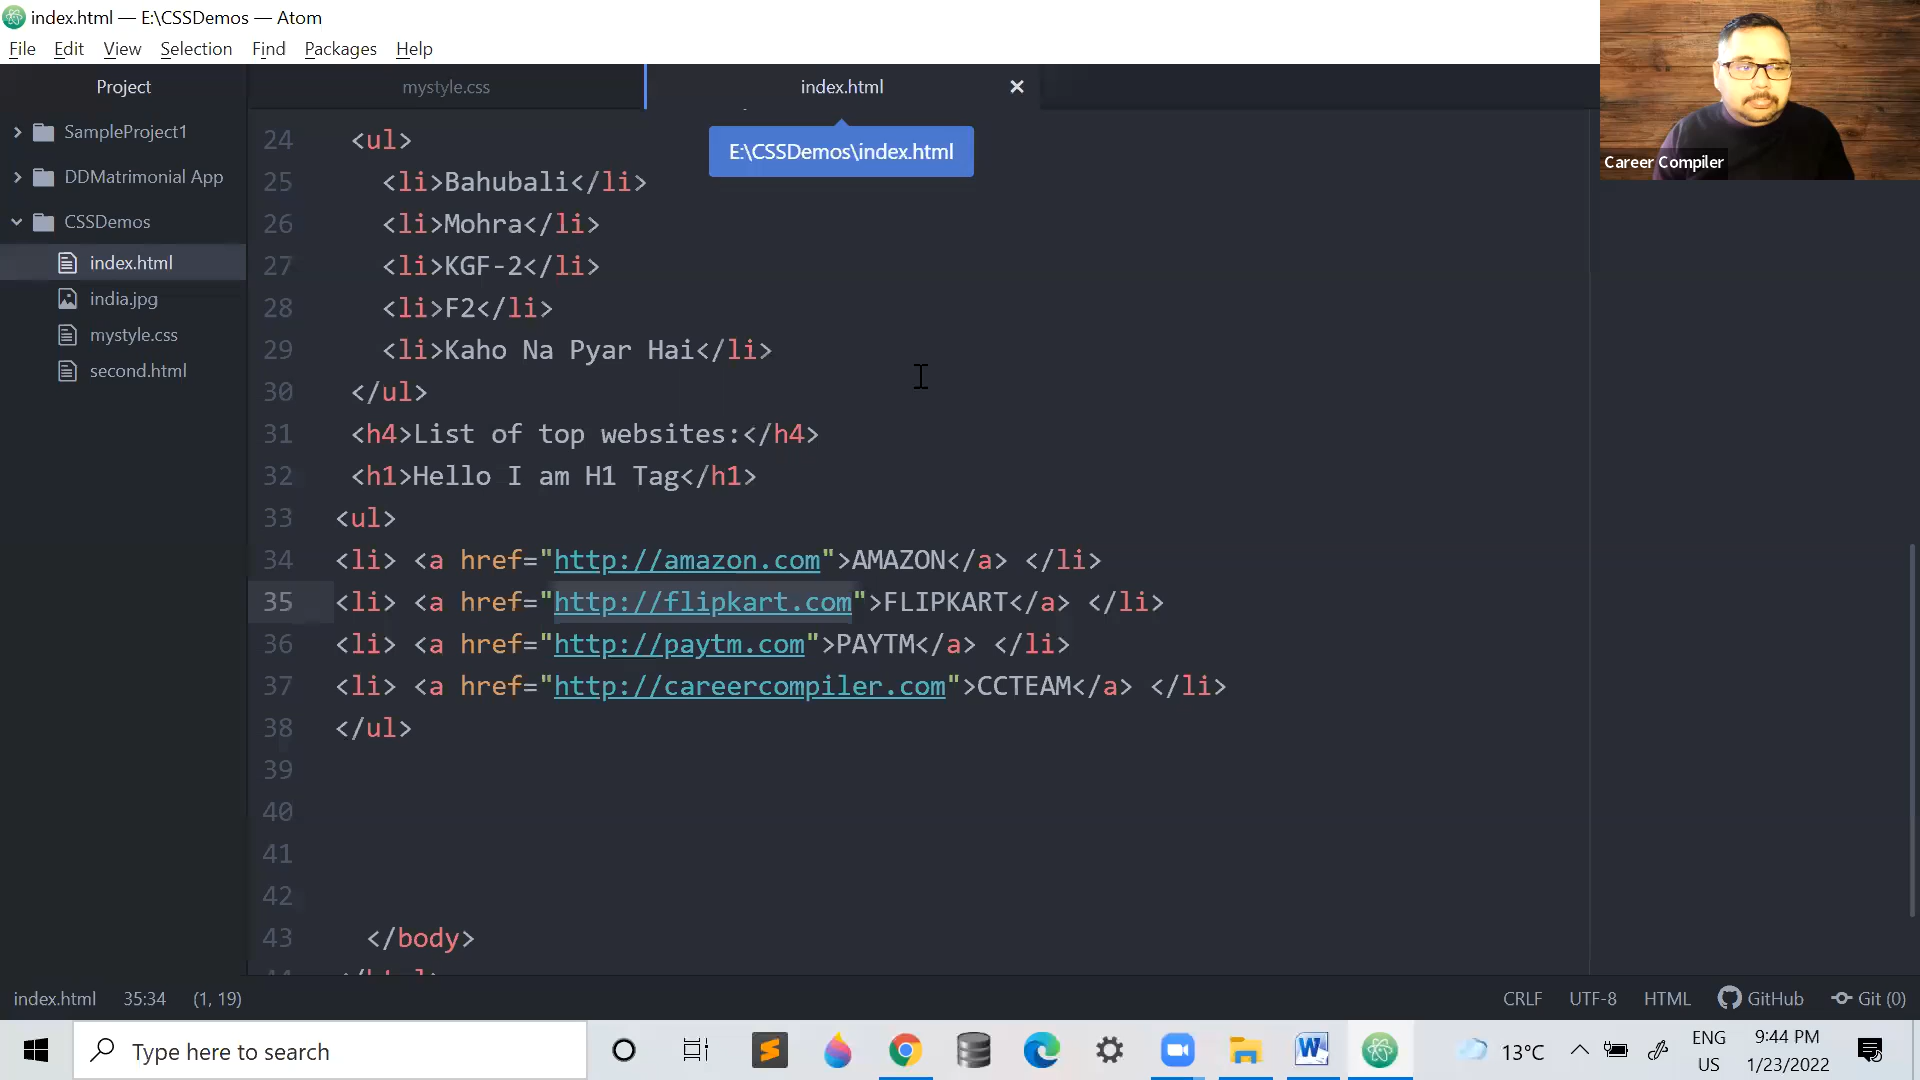 index.html — E:\CSSDemos — Atom
File Edit View Selection Find Packages Help
Project
mystyle.css
index.html
E:\CSSDemos\index.html
Career Compiler
SampleProject1
DDMatrimonial App
CSSDemos
index.html
india.jpg
mystyle.css
second.html
24 <ul>
25 <li>Bahubali</li>
26 <li>Mohra</li>
27 <li>KGF-2</li>
28 <li>F2</li>
29 <li>Kaho Na Pyar Hai</li>
30 </ul>
31 <h4>List of top websites:</h4>
32 <h1>Hello I am H1 Tag</h1>
33 <ul>
34 <li> <a href="http://amazon.com">AMAZON</a> </li>
35 <li> <a href="http://flipkart.com">FLIPKART</a> </li>
36 <li> <a href="http://paytm.com">PAYTM</a> </li>
37 <li> <a href="http://careercompiler.com">CCTEAM</a> </li>
38 </ul>
39
40
41
42
43 </body>
index.html 35:34 (1, 19) CRLF UTF-8 HTML GitHub Git (0)
Type here to search
13°C
ENG
US
9:44 PM
1/23/2022